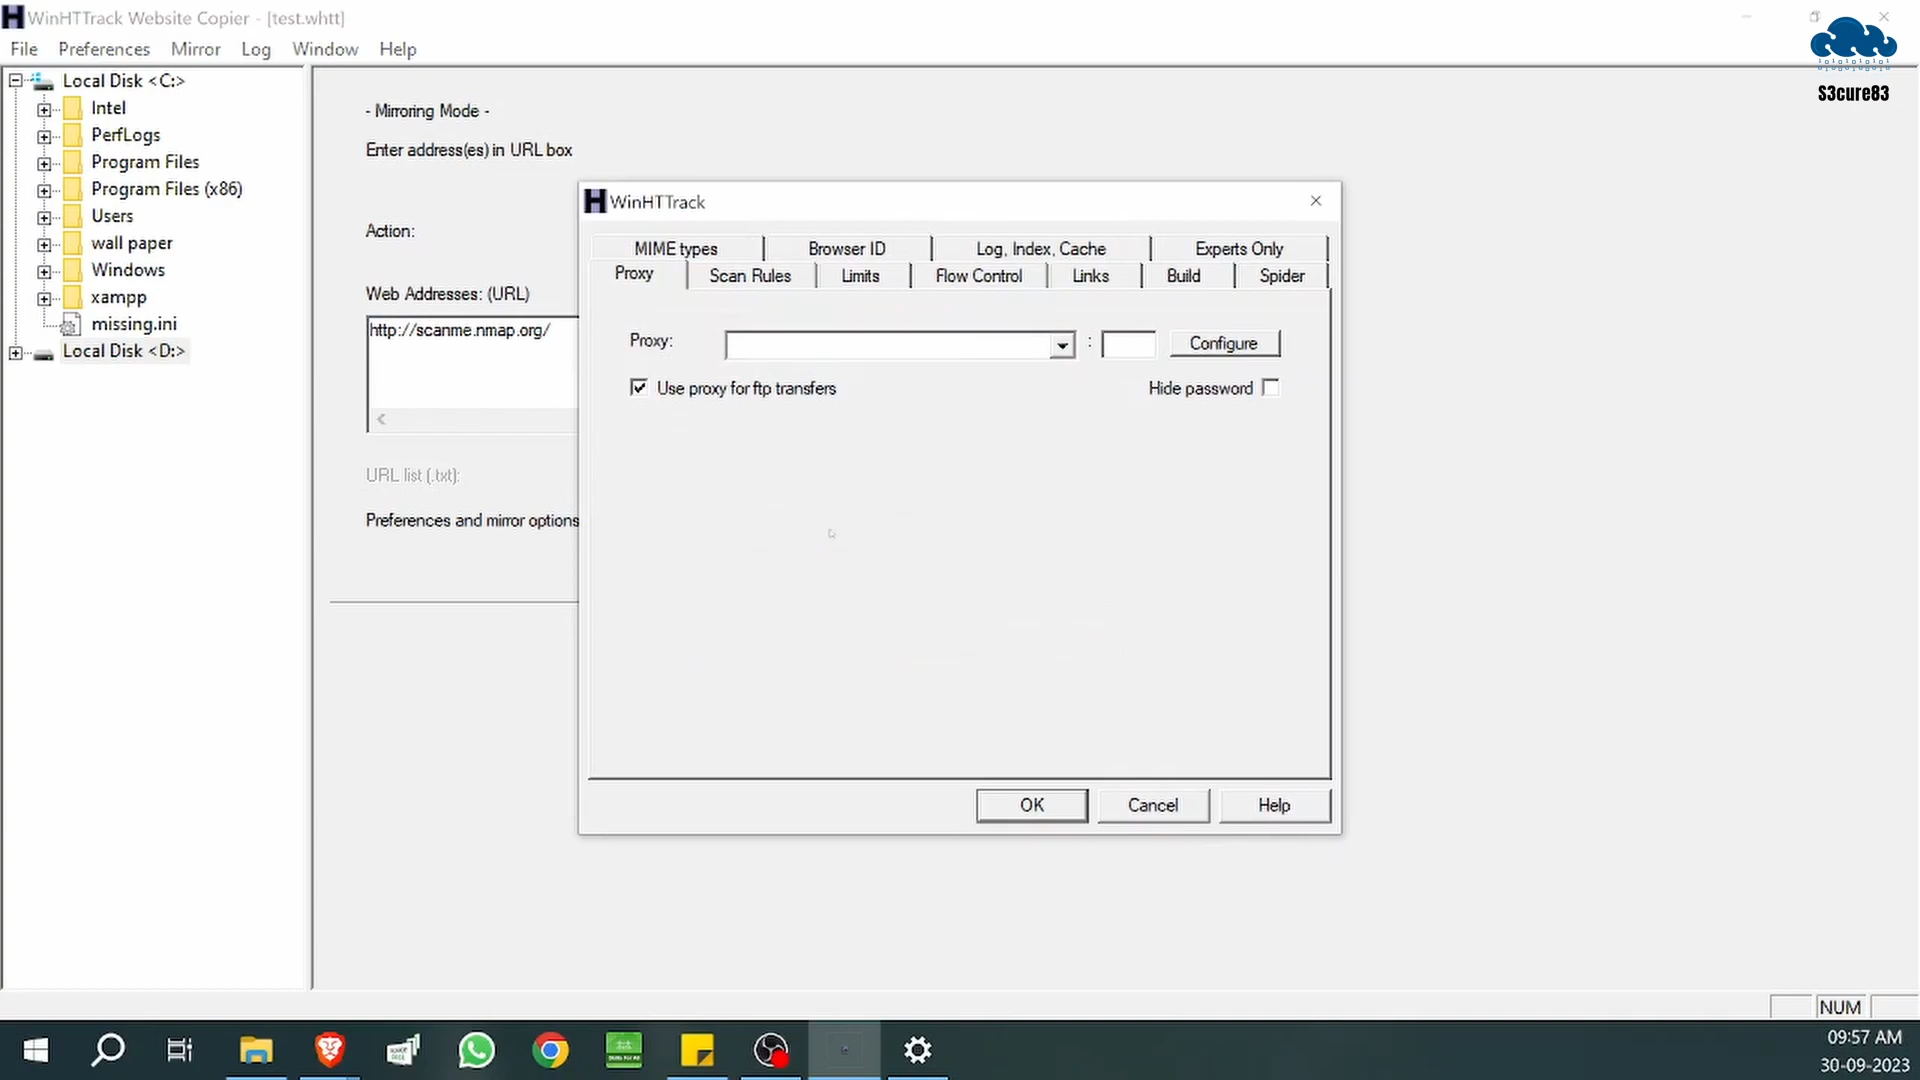 WinHTTrack Website Copier - [test.whtt]
File Preferences Mirror Log Window Help
S3cure83
Local Disk <C:>
Intel
PerfLogs
Program Files
Program Files (x86)
Users
wall paper
Windows
xampp
missing.ini
Local Disk <D:>
- Mirroring Mode -
Enter address(es) in URL box
Action:
Web Addresses: (URL)
http://scanme.nmap.org/
URL list (.txt):
Preferences and mirror options
WinHTTrack
MIME types Browser ID Log, Index, Cache Experts Only
Proxy Scan Rules Limits Flow Control Links Build Spider
Proxy: : Configure
Use proxy for ftp transfers Hide password
OK Cancel Help
NUM
09:57 AM
30-09-2023